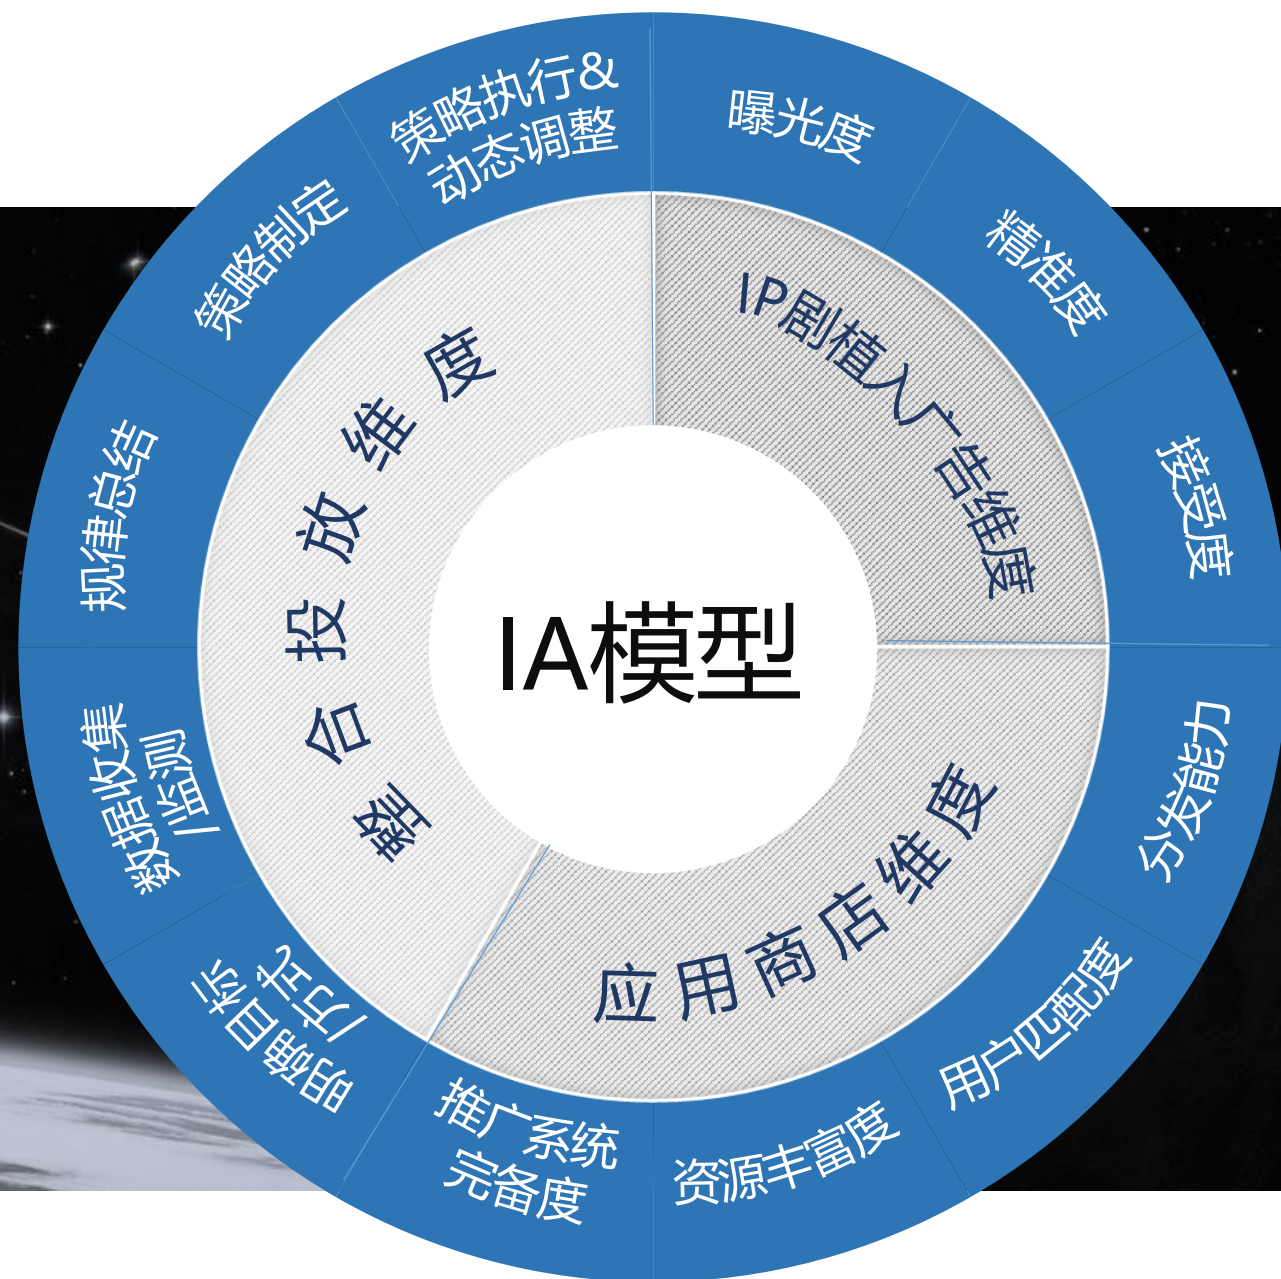 IA模型
IP剧植入广告维度
应用商店维度
整合投放维度
曝光度
精准度
接受度
分发能力
用户匹配度
资源丰富度
推广系统
完备度
明确目标
/方式
数据收集
/监测
规律总结
策略制定
策略执行&
动态调整